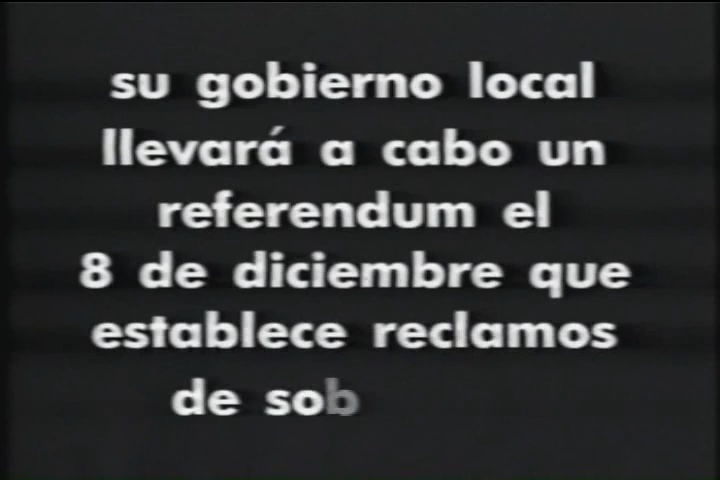 su gobierno local
llevará a cabo un
referendum el
8 de diciembre que
establece reclamos
de sob